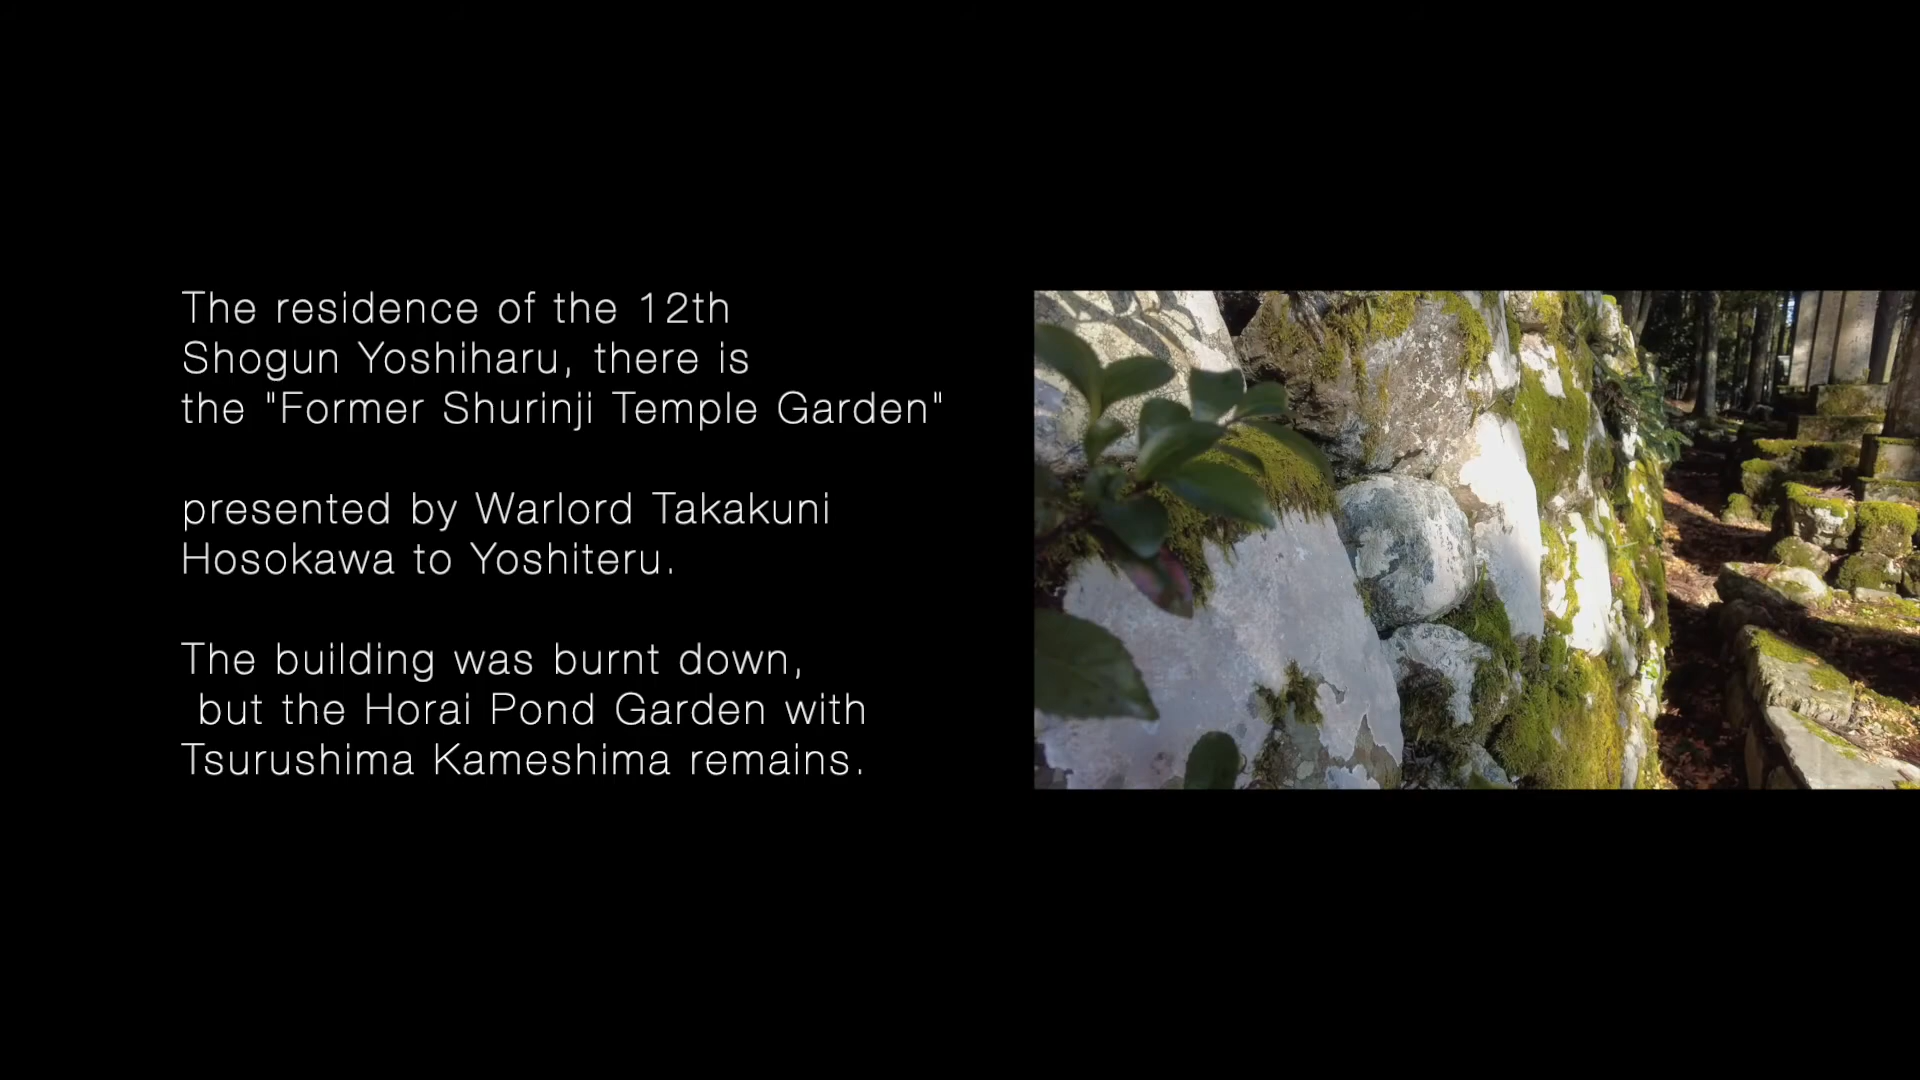 The residence of the 12th
Shogun Yoshiharu, there is
the "Former Shurinji Temple Garden"
presented by Warlord Takakuni
Hosokawa to Yoshiteru.
The building was burnt down,
but the Horai Pond Garden with
Tsurushima Kameshima remains.